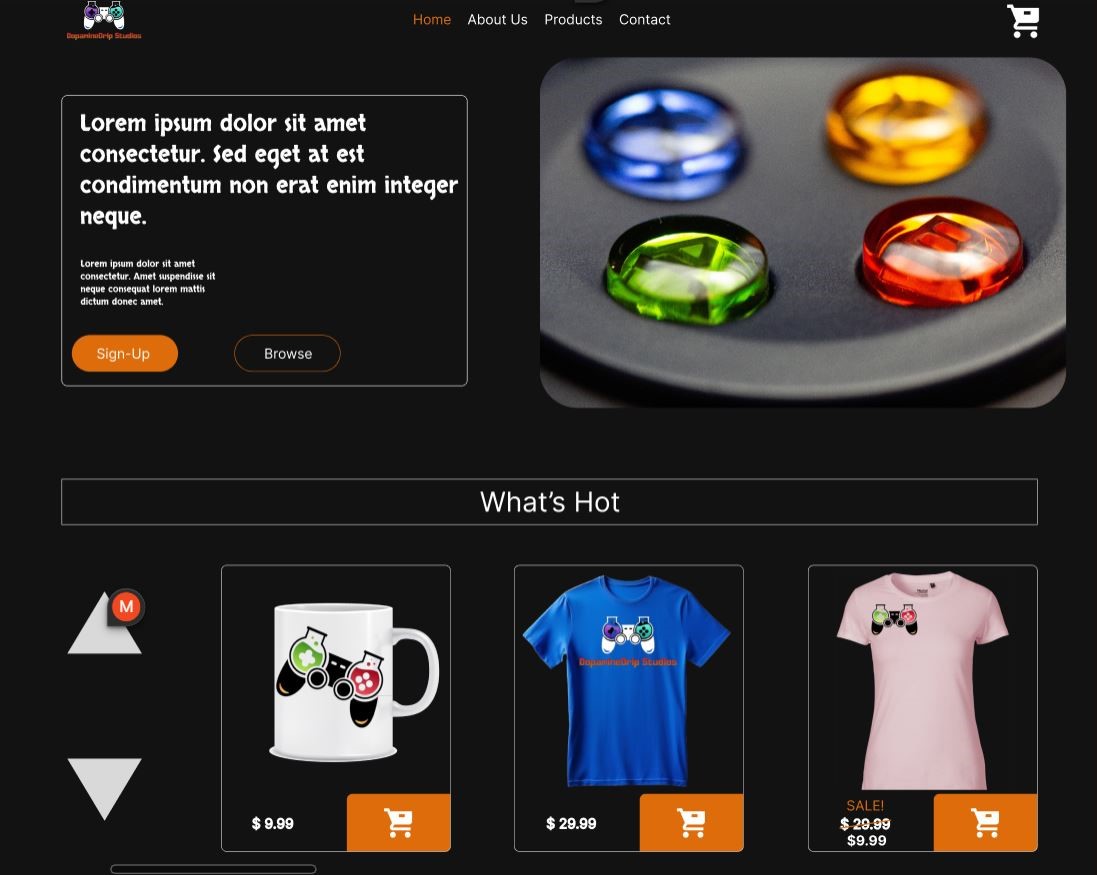 DopamineDrip Studios
Home About Us Products Contact
Lorem ipsum dolor sit amet
consectetur. Sed eget at est
condimentum non erat enim integer
neque.
Lorem ipsum dolor sit amet
consectetur. Amet suspendisse sit
neque consequat lorem mattis
dictum donec amet.
Sign-Up Browse
What’s Hot
M
DopamineDrip Studios
$ 9.99
$ 29.99
SALE!
$ 29.99
$9.99